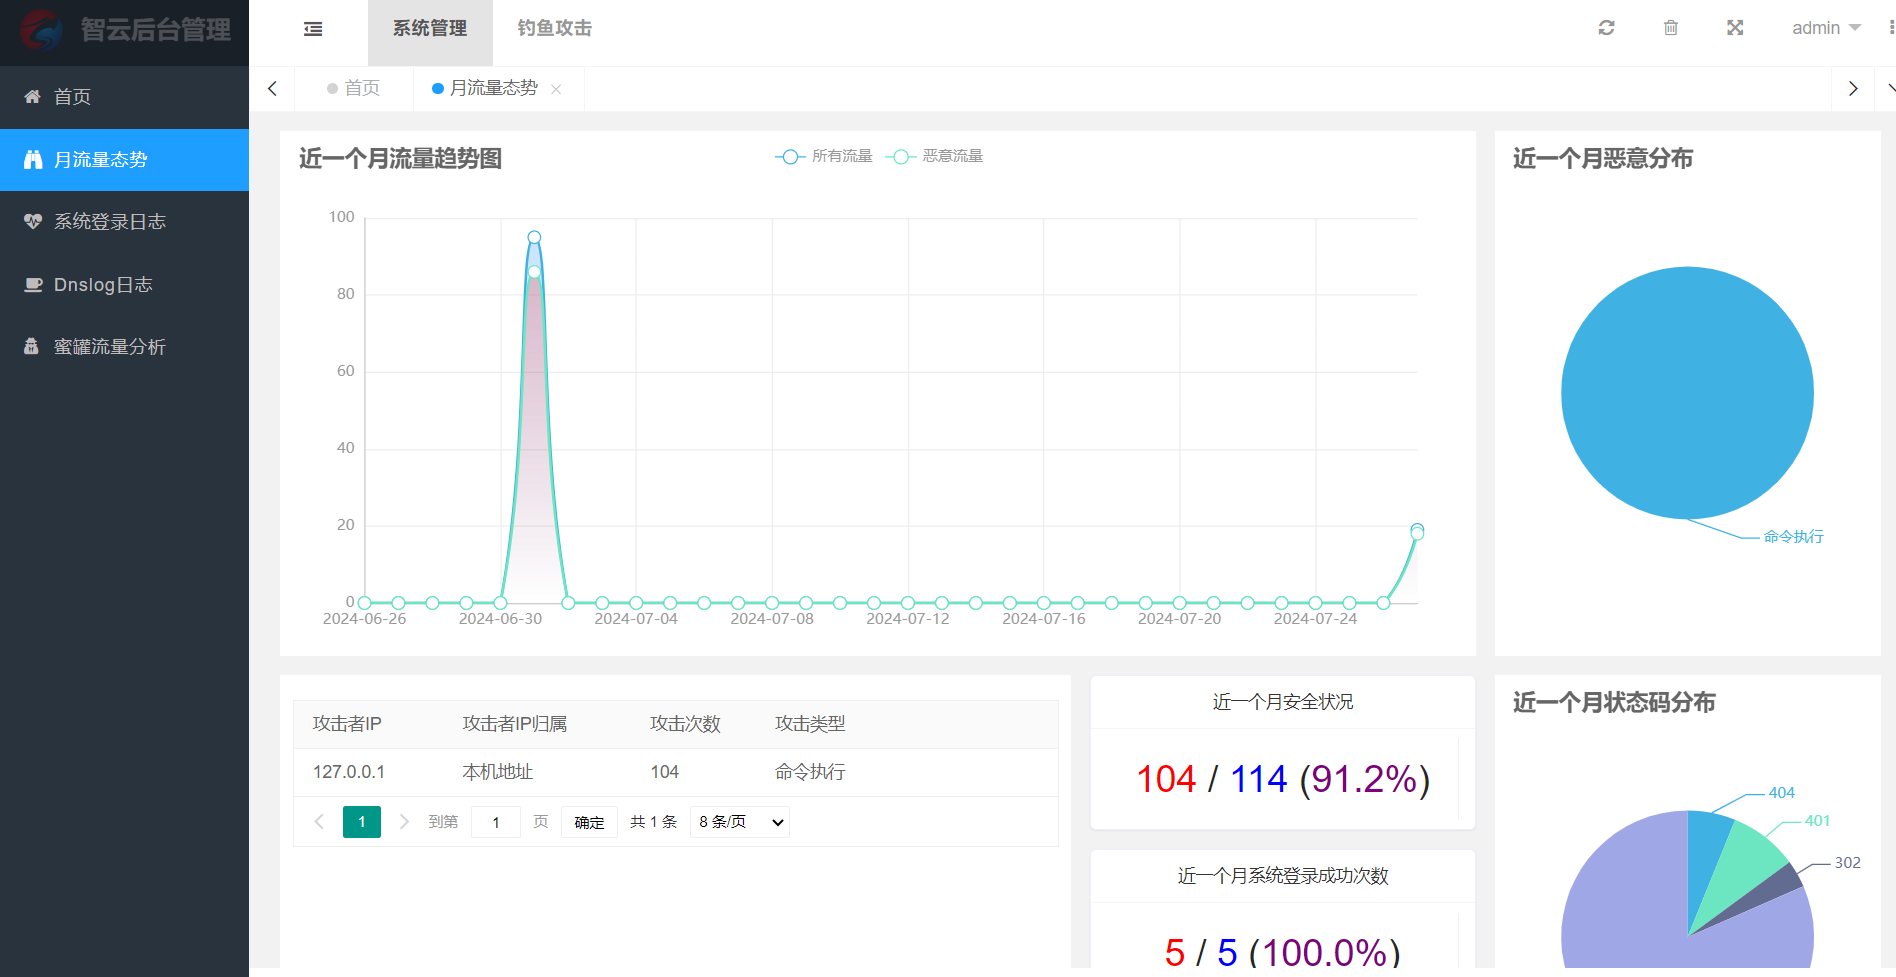 智云后台管理
系统管理
钓鱼攻击
admin
首页
月流量态势
系统登录日志
Dnslog日志
蜜罐流量分析
首页
月流量态势
近一个月流量趋势图
所有流量
恶意流量
100
80
60
40
20
0
2024-06-26
2024-06-30
2024-07-04
2024-07-08
2024-07-12
2024-07-16
2024-07-20
2024-07-24
近一个月恶意分布
命令执行
攻击者IP 攻击者IP归属 攻击次数 攻击类型
127.0.0.1 本机地址 104 命令执行
1 到第 1 页 确定 共 1 条 8 条/页
近一个月安全状况
104 / 114 (91.2%)
近一个月系统登录成功次数
5 / 5 (100.0%)
近一个月状态码分布
404
401
302